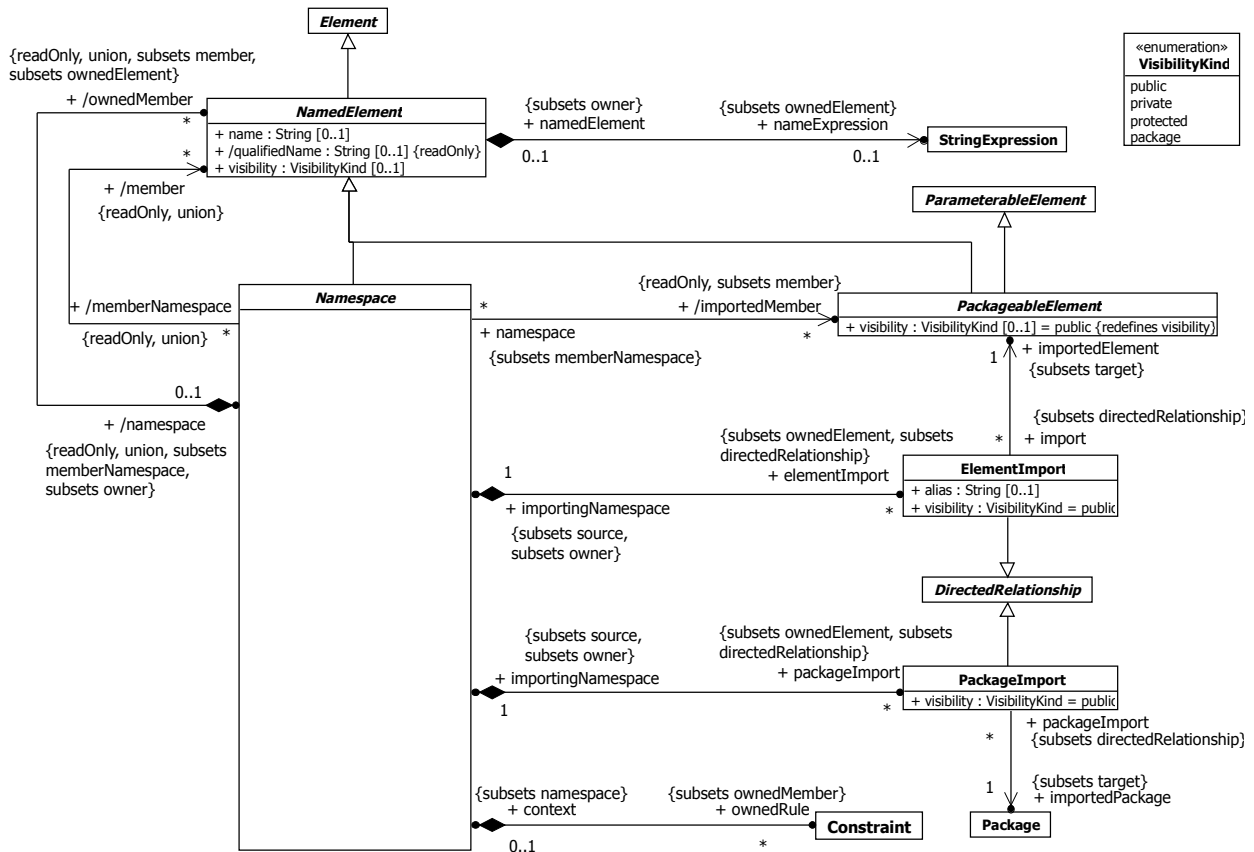 Element
{readOnly, union, subsets member,
subsets ownedElement}
+ /ownedMember
*
NamedElement
+ name : String [0..1]
+ /qualifiedName : String [0..1] {readOnly}
+ visibility : VisibilityKind [0..1]
{subsets owner}
+ namedElement
0..1
{subsets ownedElement}
+ nameExpression
0..1
StringExpression
«enumeration»
VisibilityKind
public
private
protected
package
*
+ /member
{readOnly, union}
ParameterableElement
+ /memberNamespace
{readOnly, union}
*
Namespace
*
+ namespace
{subsets memberNamespace}
{readOnly, subsets member}
+ /importedMember
*
PackageableElement
+ visibility : VisibilityKind [0..1] = public {redefines visibility}
1
+ importedElement
{subsets target}
0..1
+ /namespace
{readOnly, union, subsets
memberNamespace,
subsets owner}
{subsets directedRelationship}
*
+ import
1
+ importingNamespace
{subsets source,
subsets owner}
{subsets ownedElement, subsets
directedRelationship}
+ elementImport
*
ElementImport
+ alias : String [0..1]
+ visibility : VisibilityKind = public
DirectedRelationship
{subsets source,
subsets owner}
+ importingNamespace
1
{subsets ownedElement, subsets
directedRelationship}
+ packageImport
*
PackageImport
+ visibility : VisibilityKind = public
+ packageImport
*
{subsets directedRelationship}
{subsets target}
1
+ importedPackage
Package
{subsets namespace}
+ context
0..1
{subsets ownedMember}
+ ownedRule
*
Constraint